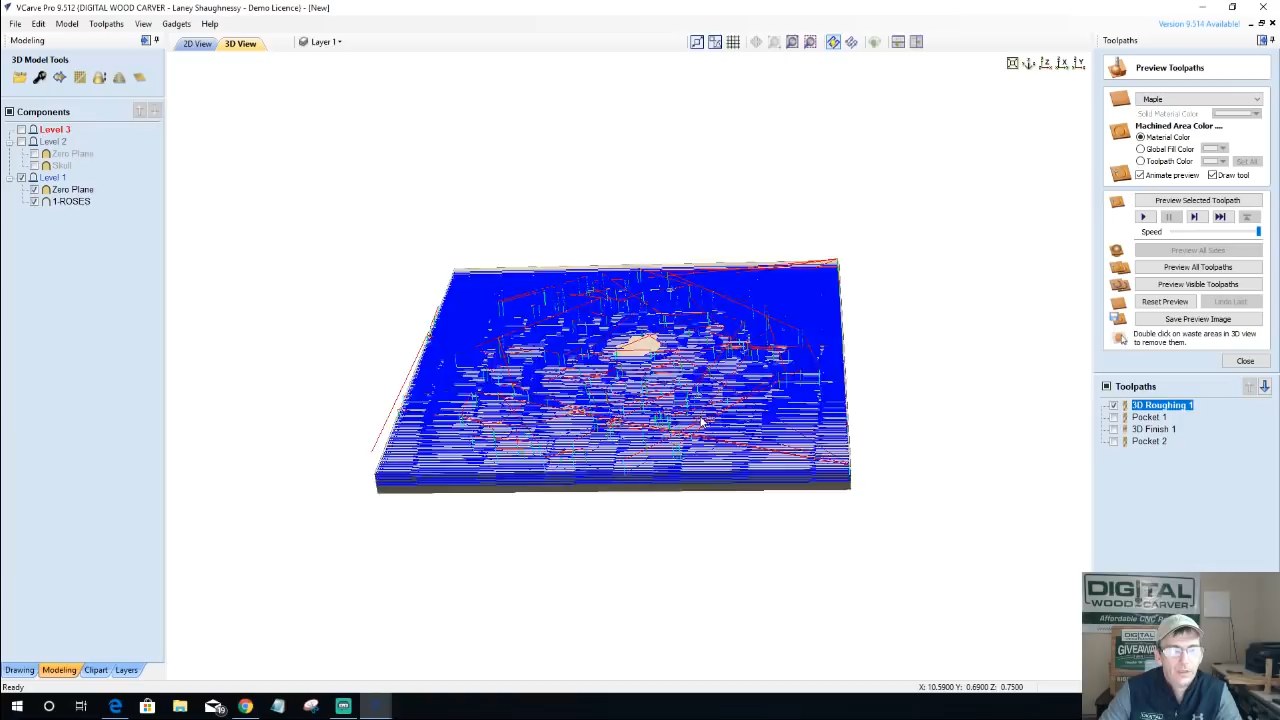 VCarve Pro 9.512 {DIGITAL WOOD CARVER - Laney Shaughnessy - Demo Licence} - [New]
File Edit Model Toolpaths View Gadgets Help
Version 9.514 Available!
Modeling
2D View 3D View Layer 1
Toolpaths
3D Model Tools
Preview Toolpaths
Components
Level 3
Level 2
Zero Plane
Skull
Level 1
Zero Plane
1-ROSES
Z X Y
Maple
Solid Material Color
Machined Area Color ....
Material Color
Global Fill Color
Toolpath Color Set All
Animate preview Draw tool
Preview Selected Toolpath
Speed
Preview All Sides
Preview All Toolpaths
Preview Visible Toolpaths
Reset Preview Undo Last
Save Preview Image
Double click on waste areas in 3D view
to remove them.
Close
Toolpaths
3D Roughing 1
Pocket 1
3D Finish 1
Pocket 2
DIGITAL
WOOD CARVER
Affordable CNC
DIGITAL
GIVEAWAY
Drawing Modeling Clipart Layers
Ready
X: 10.5900 Y: 0.6900 Z: 0.7500
19